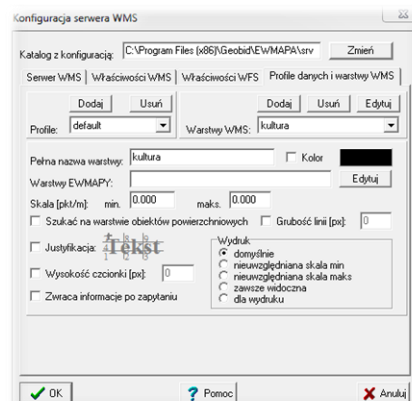 Konfiguracja serwera WMS
Katalog z konfiguracją: C:\Program Files (x86)\Geobid\EWMAPA\srv Zmień
Serwer WMS Właściwości WMS Właściwości WFS Profile danych i warstwy WMS
Dodaj Usuń Dodaj Usuń Edytuj
Profile: default Warstwy WMS: kultura
Pełna nazwa warstwy: kultura Kolor
Warstwy EWMAPY: Edytuj
Skala [pkt/m]: min. 0.000 maks. 0.000
Szukać na warstwie obiektów powierzchniowych Grubość linii [px]: 0
Justyfikacja: Tekst
Wydruk
domyślnie
nieuwzględniana skala min
nieuwzględniana skala maks
zawsze widoczna
dla wydruku
Wysokość czcionki [px]: 0
Zwraca informacje po zapytaniu
OK Pomoc Anuluj